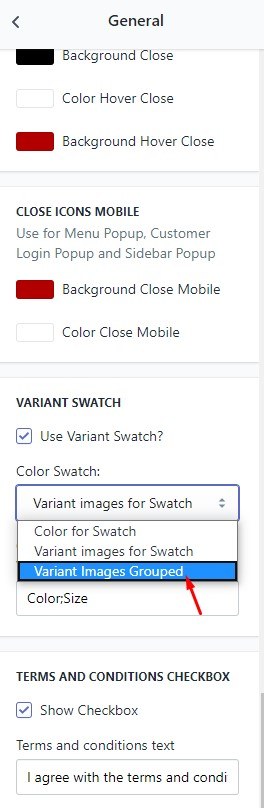 General
Background Close
Color Hover Close
Background Hover Close
CLOSE ICONS MOBILE
Use for Menu Popup, Customer
Login Popup and Sidebar Popup
Background Close Mobile
Color Close Mobile
VARIANT SWATCH
Use Variant Swatch?
Color Swatch:
Variant images for Swatch
Color for Swatch
Variant images for Swatch
Variant Images Grouped
Color;Size
TERMS AND CONDITIONS CHECKBOX
Show Checkbox
Terms and conditions text
I agree with the terms and condi